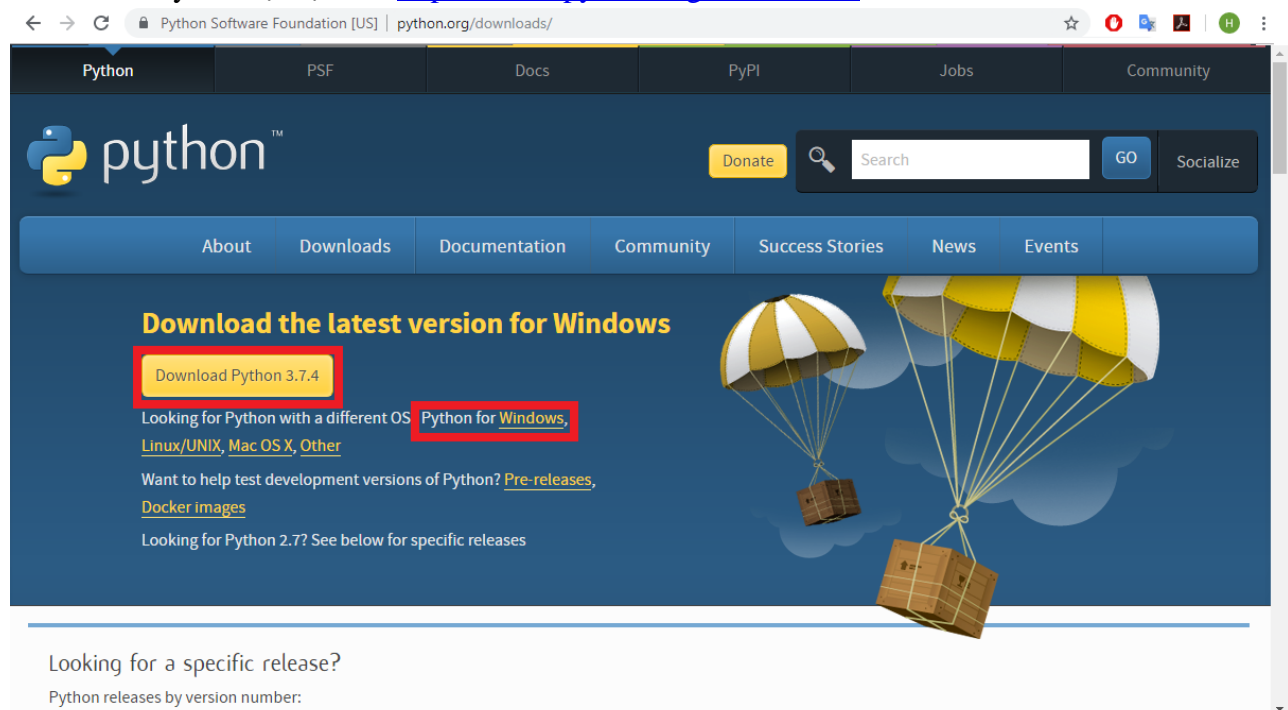 Python Software Foundation [US] | python.org/downloads/
H
Python PSF Docs PyPI Jobs Community
python™
Donate Search GO Socialize
About Downloads Documentation Community Success Stories News Events
Download the latest version for Windows
Download Python 3.7.4
Looking for Python with a different OS Python for Windows,
Linux/UNIX, Mac OS X, Other
Want to help test development versions of Python? Pre-releases,
Docker images
Looking for Python 2.7? See below for specific releases
Looking for a specific release?
Python releases by version number: